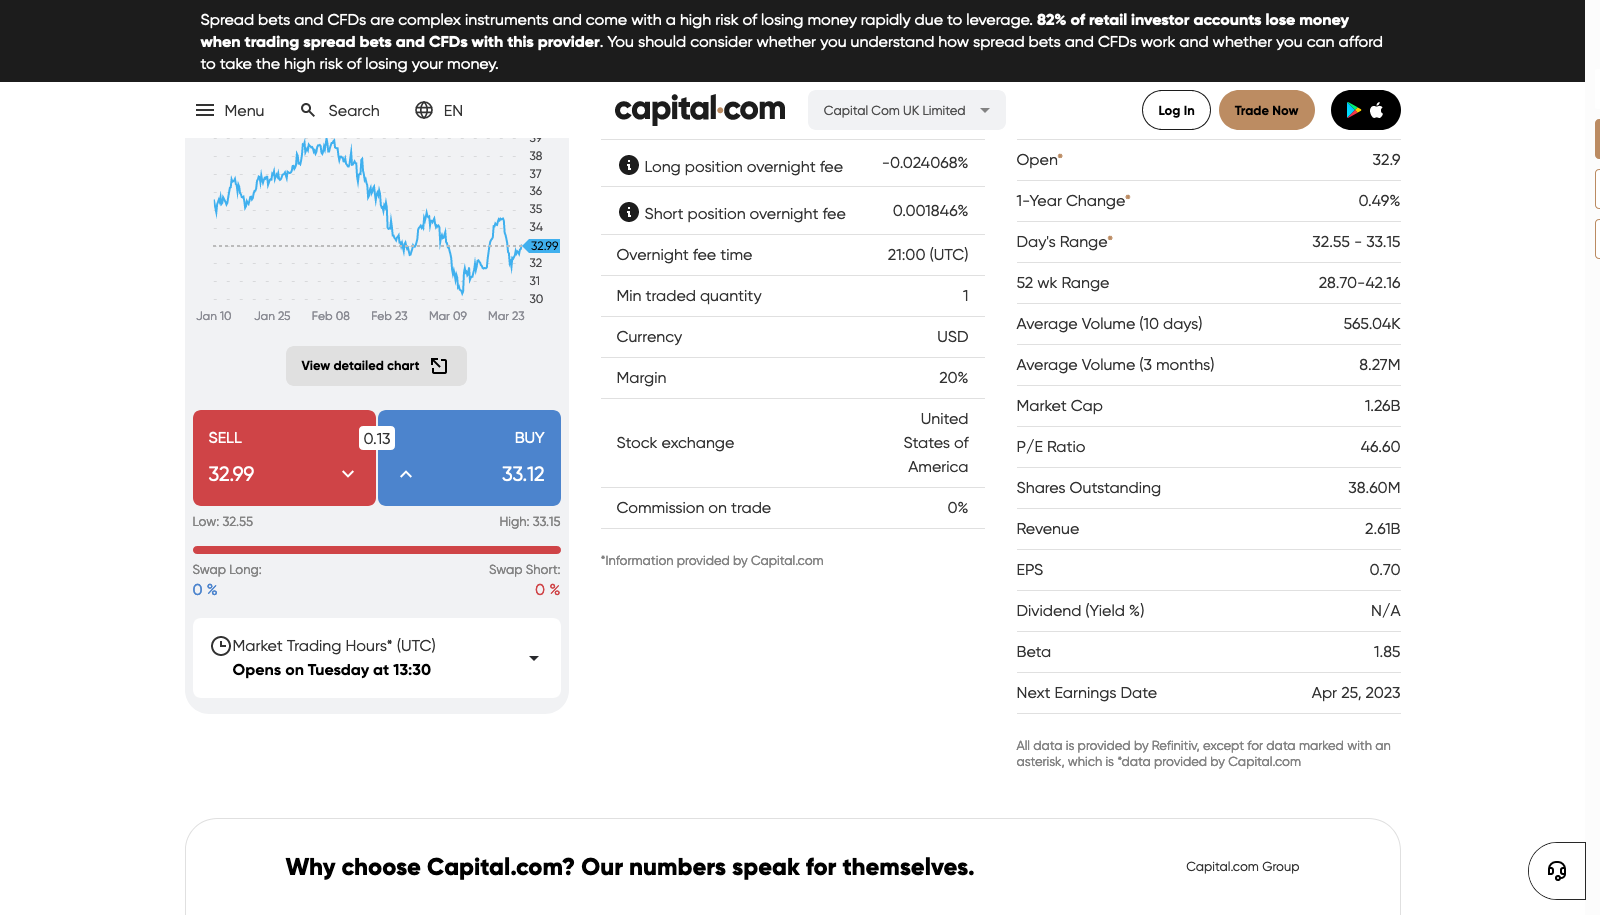 Spread bets and CFDs are complex instruments and come with a high risk of losing money rapidly due to leverage. 82% of retail investor accounts lose money
when trading spread bets and CFDs with this provider. You should consider whether you understand how spread bets and CFDs work and whether you can afford
to take the high risk of losing your money.
Menu
Search
EN
capital.com
Capital Com UK Limited
Log In
Trade Now
39
38
37
36
35
34
32.99
32
31
30
Jan 10
Jan 25
Feb 08
Feb 23
Mar 09
Mar 23
View detailed chart
SELL
32.99
0.13
BUY
33.12
Low: 32.55
High: 33.15
Swap Long:
0 %
Swap Short:
0 %
Market Trading Hours* (UTC)
Opens on Tuesday at 13:30
Long position overnight fee
-0.024068%
Short position overnight fee
0.001846%
Overnight fee time
21:00 (UTC)
Min traded quantity
1
Currency
USD
Margin
20%
Stock exchange
United
States of
America
Commission on trade
0%
*Information provided by Capital.com
Open*
32.9
1-Year Change*
0.49%
Day's Range*
32.55 - 33.15
52 wk Range
28.70-42.16
Average Volume (10 days)
565.04K
Average Volume (3 months)
8.27M
Market Cap
1.26B
P/E Ratio
46.60
Shares Outstanding
38.60M
Revenue
2.61B
EPS
0.70
Dividend (Yield %)
N/A
Beta
1.85
Next Earnings Date
Apr 25, 2023
All data is provided by Refinitiv, except for data marked with an
asterisk, which is *data provided by Capital.com
Why choose Capital.com? Our numbers speak for themselves.
Capital.com Group